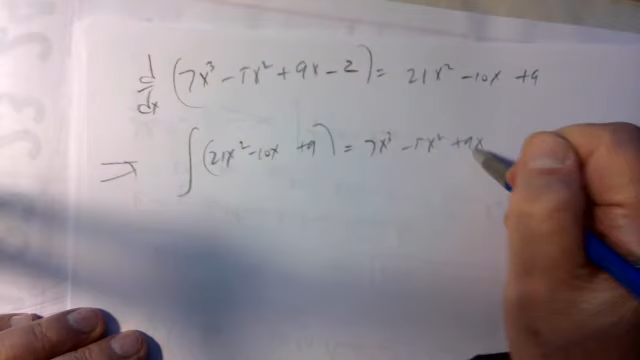 d/dx (7x³ - 5x² + 9x - 2) = 21x² - 10x + 9
⇒ ∫(21x² - 10x + 9) = 7x³ - 5x² + 9x